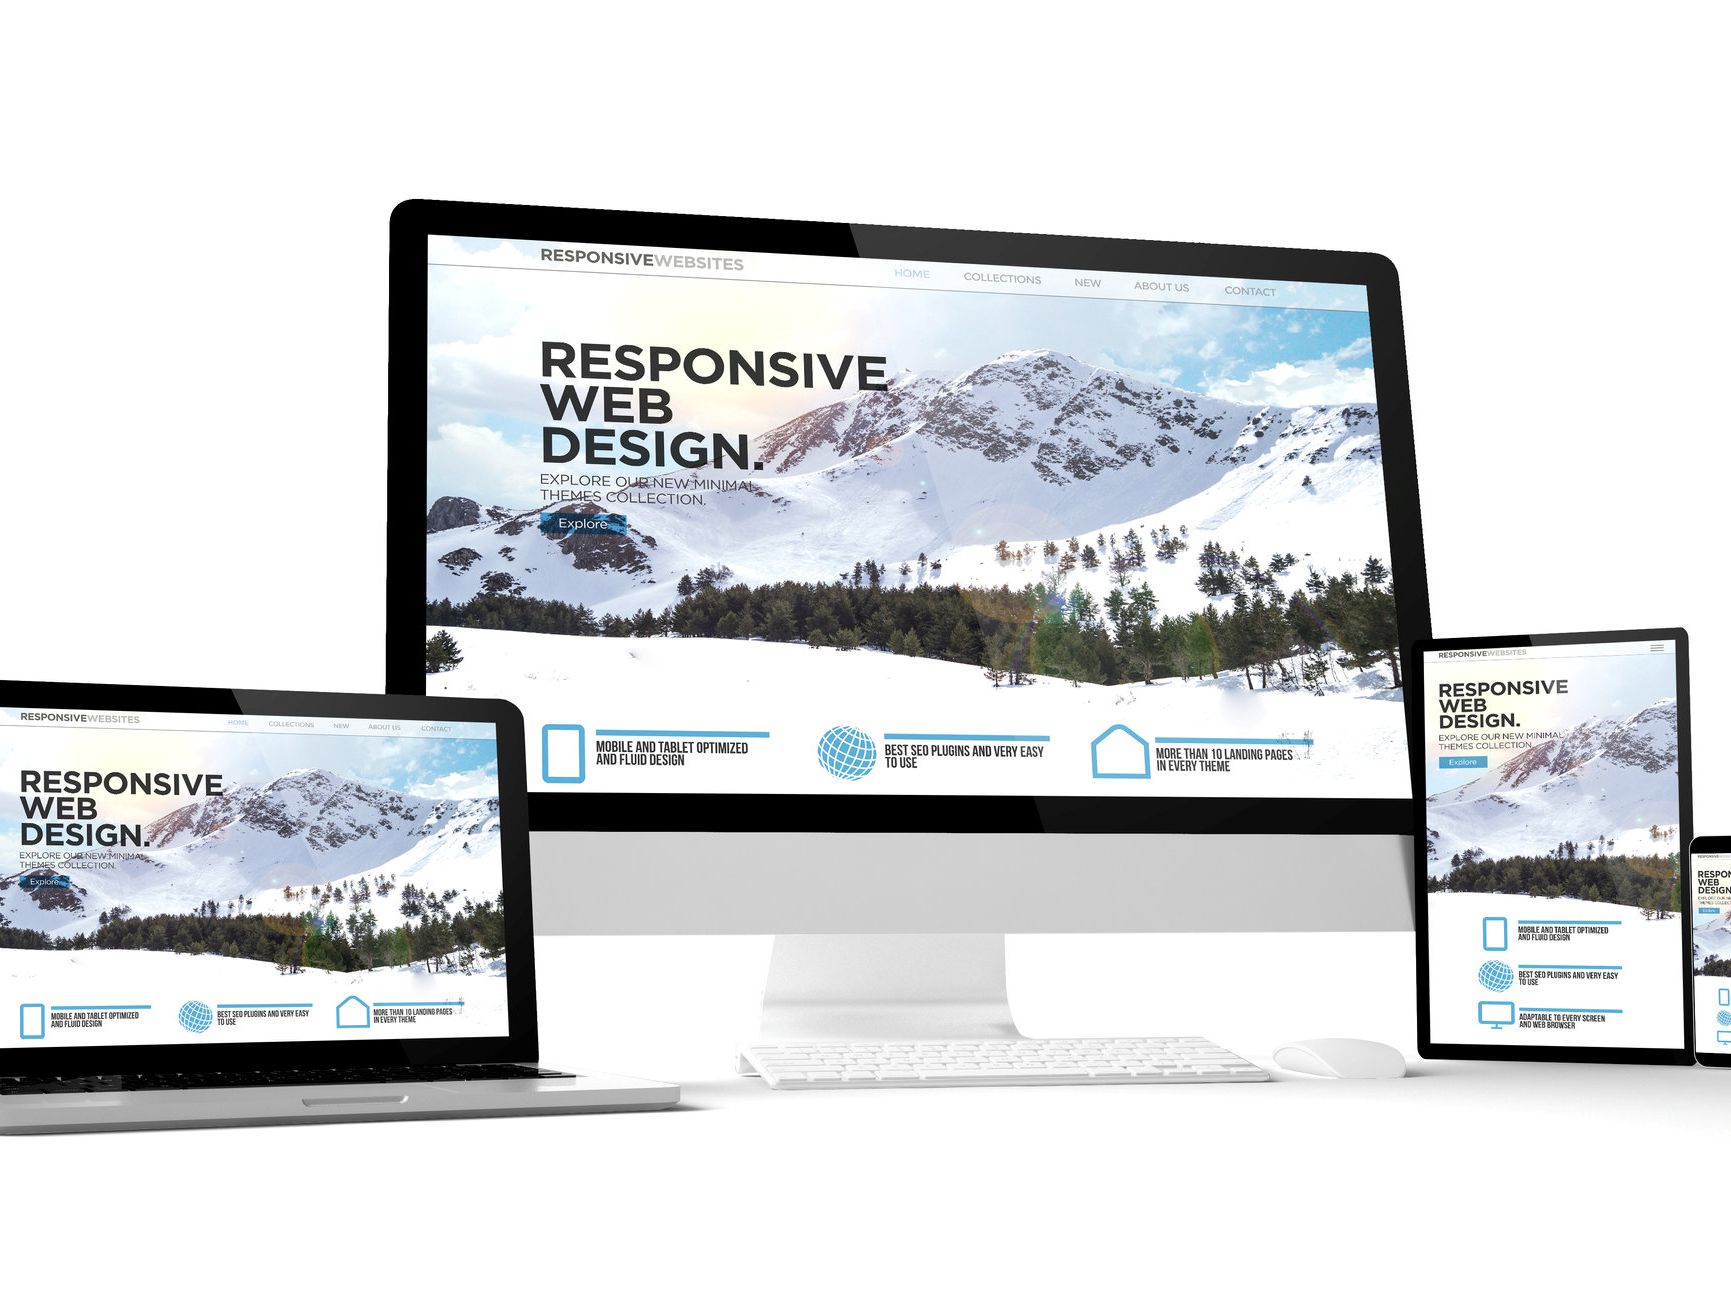 RESPONSIVEWEBSITES
HOME COLLECTIONS NEW ABOUT US CONTACT
RESPONSIVE
WEB
DESIGN.
EXPLORE OUR NEW MINIMAL
THEMES COLLECTION.
Explore
MOBILE AND TABLET OPTIMIZED
AND FLUID DESIGN
BEST SEO PLUGINS AND VERY EASY
TO USE
MORE THAN 10 LANDING PAGES
IN EVERY THEME
RESPONSIVEWEBSITES
HOME COLLECTIONS NEW ABOUT US CONTACT
RESPONSIVE
WEB
DESIGN.
EXPLORE OUR NEW MINIMAL
THEMES COLLECTION.
Explore
MOBILE AND TABLET OPTIMIZED
AND FLUID DESIGN
BEST SEO PLUGINS AND VERY EASY
TO USE
MORE THAN 10 LANDING PAGES
IN EVERY THEME
RESPONSIVEWEBSITES
RESPONSIVE
WEB
DESIGN.
EXPLORE OUR NEW MINIMAL
THEMES COLLECTION.
Explore
MOBILE AND TABLET OPTIMIZED
AND FLUID DESIGN
BEST SEO PLUGINS AND VERY EASY
TO USE
ADAPTABLE TO EVERY SCREEN
AND WEB BROWSER
RESPON
WEB
DESIGN